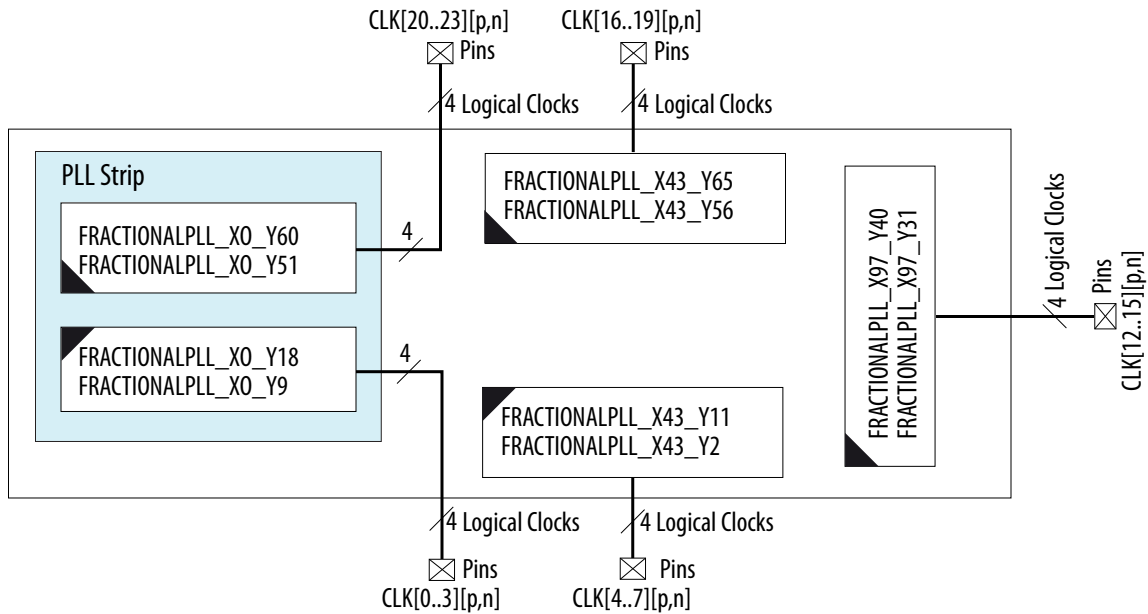 CLK[20..23][p,n]
Pins
4 Logical Clocks
CLK[16..19][p,n]
Pins
4 Logical Clocks
PLL Strip
FRACTIONALPLL_X0_Y60
FRACTIONALPLL_X0_Y51
4
FRACTIONALPLL_X0_Y18
FRACTIONALPLL_X0_Y9
4
FRACTIONALPLL_X43_Y65
FRACTIONALPLL_X43_Y56
FRACTIONALPLL_X43_Y11
FRACTIONALPLL_X43_Y2
FRACTIONALPLL_X97_Y40
FRACTIONALPLL_X97_Y31
4 Logical Clocks
Pins
CLK[12..15][p,n]
4 Logical Clocks
Pins
CLK[0..3][p,n]
4 Logical Clocks
Pins
CLK[4..7][p,n]